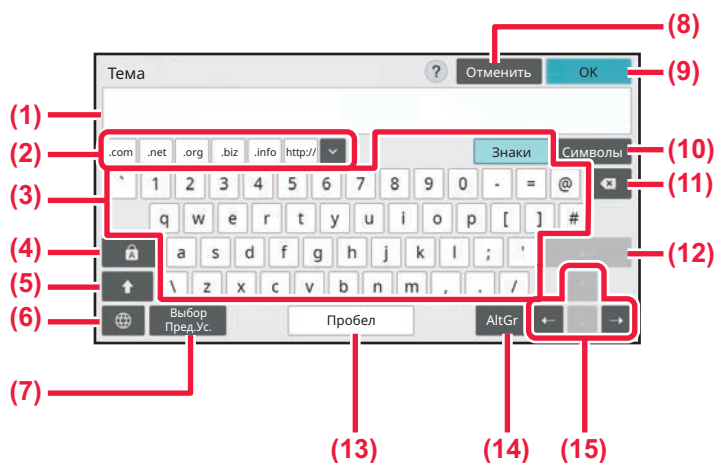 (8)
Тема ? Отменить OK (9)
(1)
(2) .com .net .org .biz .info http:// Знаки Символы (10)
(3) ` 1 2 3 4 5 6 7 8 9 0 - = @ (11)
q w e r t y u i o p [ ] #
(4) A a s d f g h j k l ; ' (12)
(5) \ z x c v b n m , . /
(6) Выбор
Пред.Ус. Пробел AltGr
(7) (13) (14) (15)